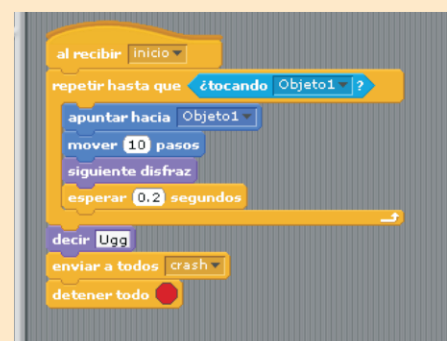 al recibir inicio
repetir hasta que ¿tocando Objeto1 ?
apuntar hacia Objeto1
mover 10 pasos
siguiente disfraz
esperar 0.2 segundos
decir Ugg
enviar a todos crash
detener todo